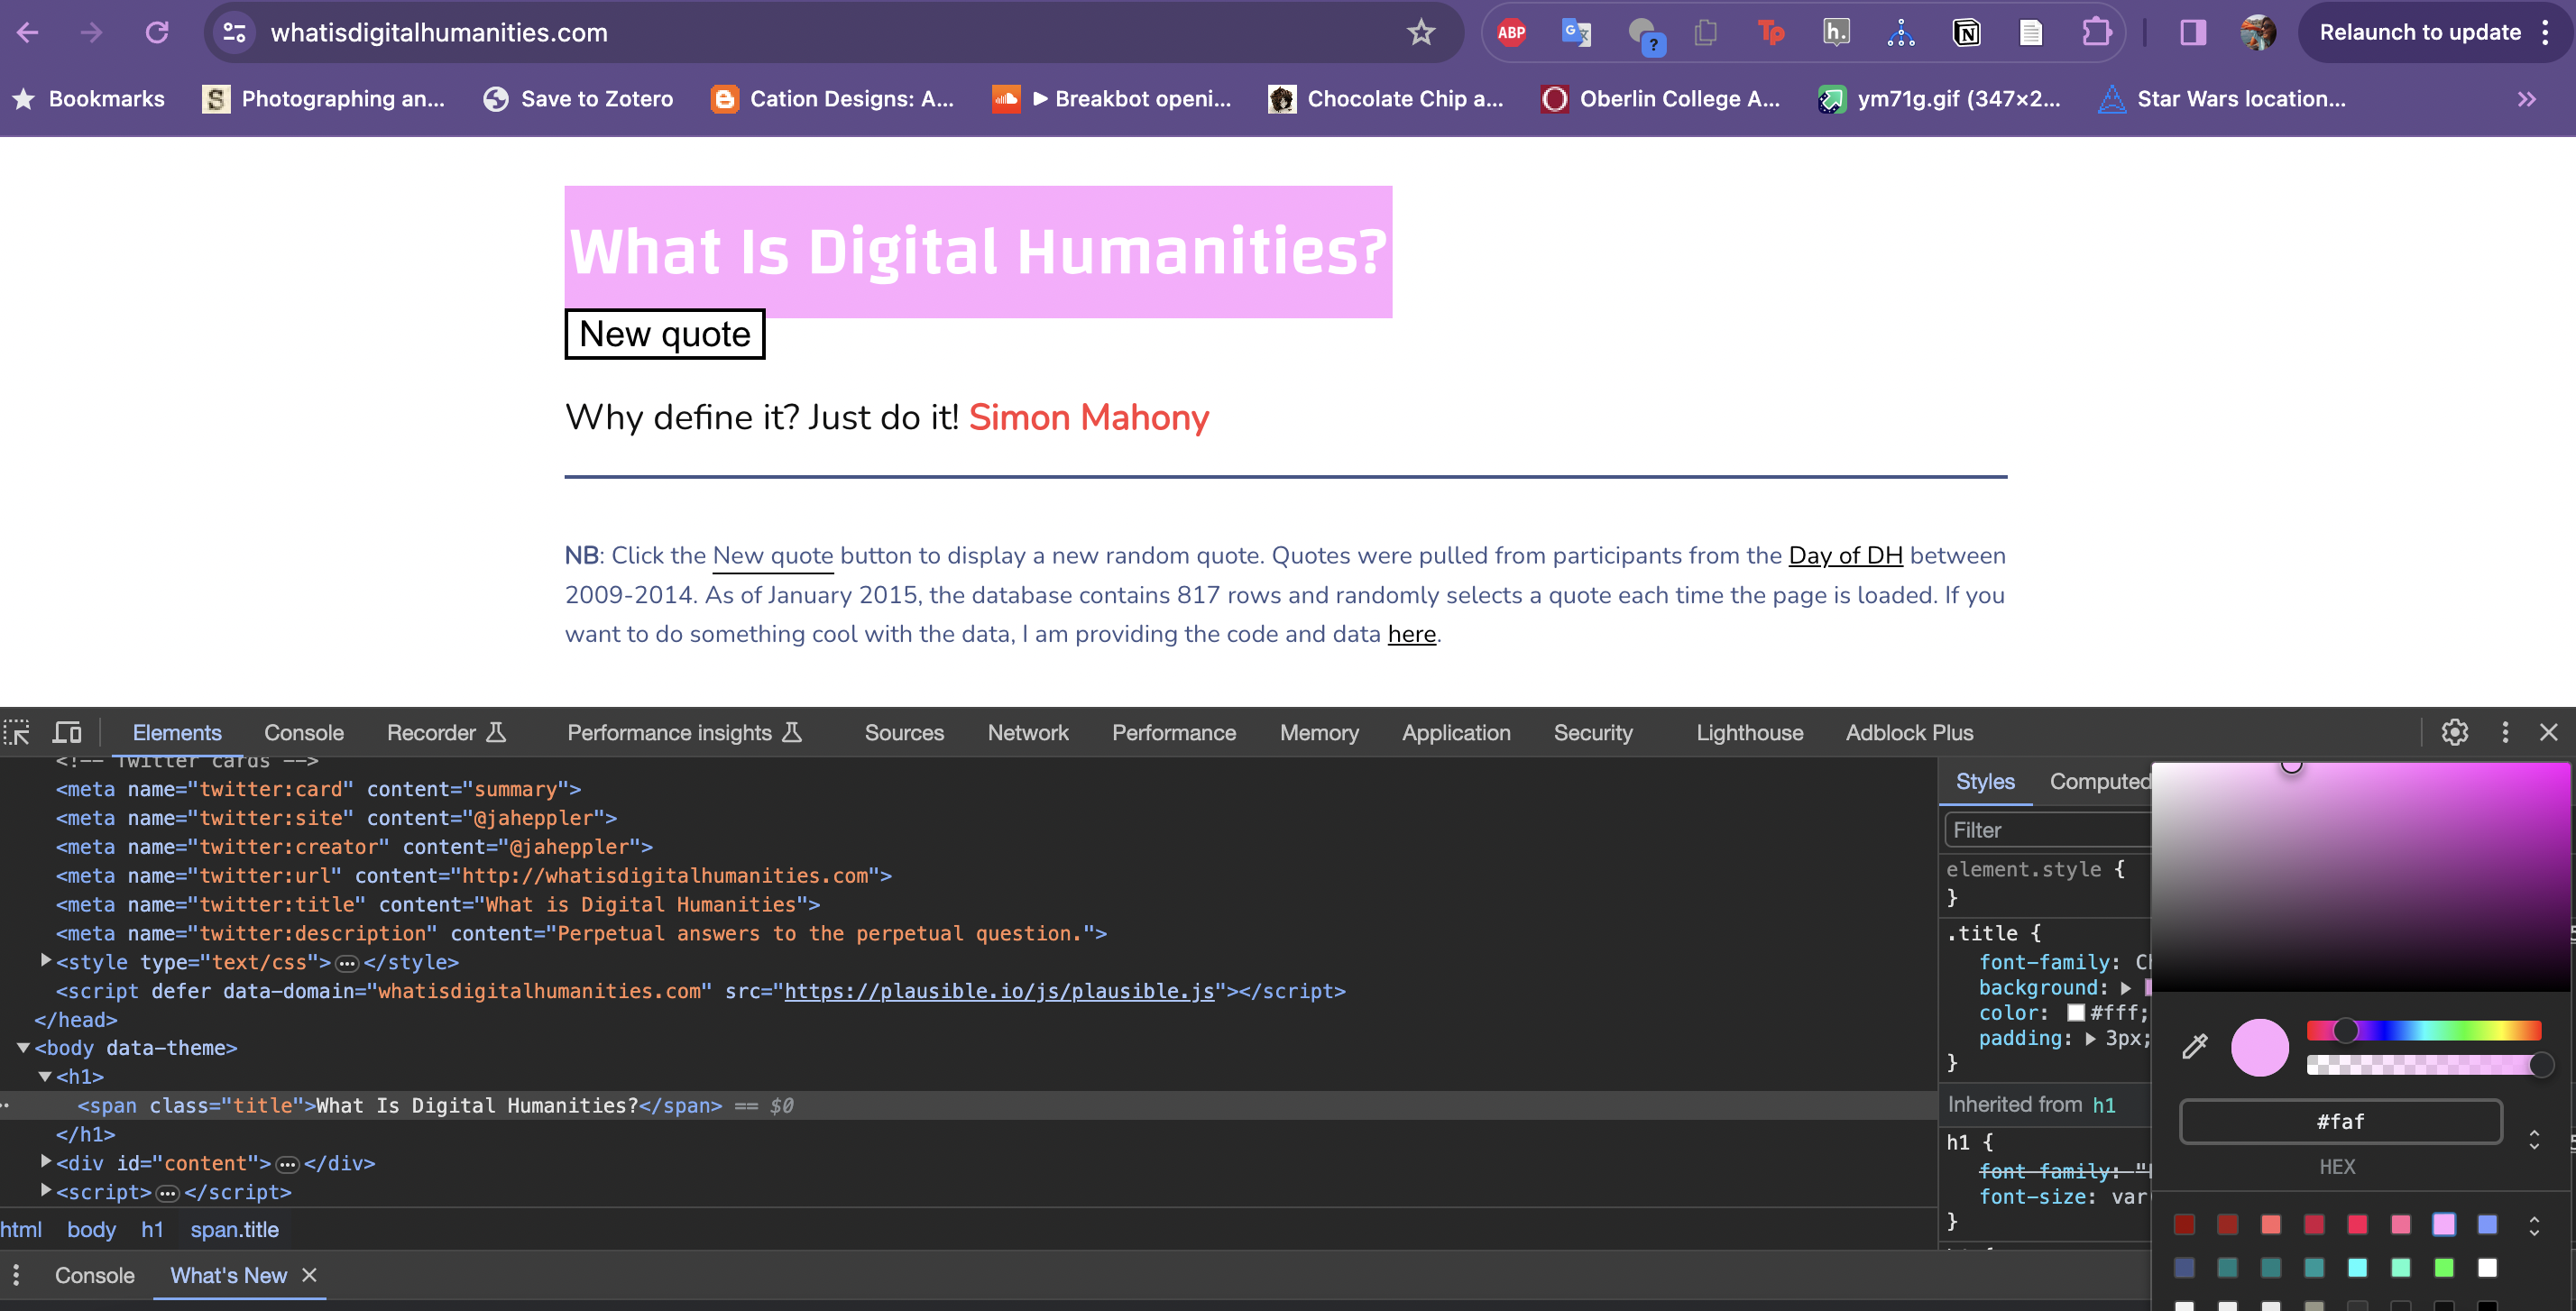 whatisdigitalhumanities.com ABP G ? Tp h. N Relaunch to update
Bookmarks S Photographing an... Save to Zotero Cation Designs: A... ▶ Breakbot openi... Chocolate Chip a... Oberlin College A... ym71g.gif (347×2... Star Wars location... »
What Is Digital Humanities?
New quote
Why define it? Just do it! Simon Mahony
NB: Click the New quote button to display a new random quote. Quotes were pulled from participants from the Day of DH between
2009-2014. As of January 2015, the database contains 817 rows and randomly selects a quote each time the page is loaded. If you
want to do something cool with the data, I am providing the code and data here.
Elements Console Recorder Performance insights Sources Network Performance Memory Application Security Lighthouse Adblock Plus
<!-- Twitter cards -->
<meta name="twitter:card" content="summary">
<meta name="twitter:site" content="@jaheppler">
<meta name="twitter:creator" content="@jaheppler">
<meta name="twitter:url" content="http://whatisdigitalhumanities.com">
<meta name="twitter:title" content="What is Digital Humanities">
<meta name="twitter:description" content="Perpetual answers to the perpetual question.">
▶<style type="text/css">…</style>
<script defer data-domain="whatisdigitalhumanities.com" src="https://plausible.io/js/plausible.js"></script>
</head>
▼<body data-theme>
▼<h1>
<span class="title">What Is Digital Humanities?</span> == $0
</h1>
▶<div id="content">…</div>
▶<script>…</script>
html body h1 span.title
Console What's New
Styles Computed
Filter
element.style {
}
.title {
font-family:
background: ▶
color: #fff;
padding: ▶ 3px;
}
Inherited from h1
h1 {
font-family: "
font-size: var
}
#faf
HEX